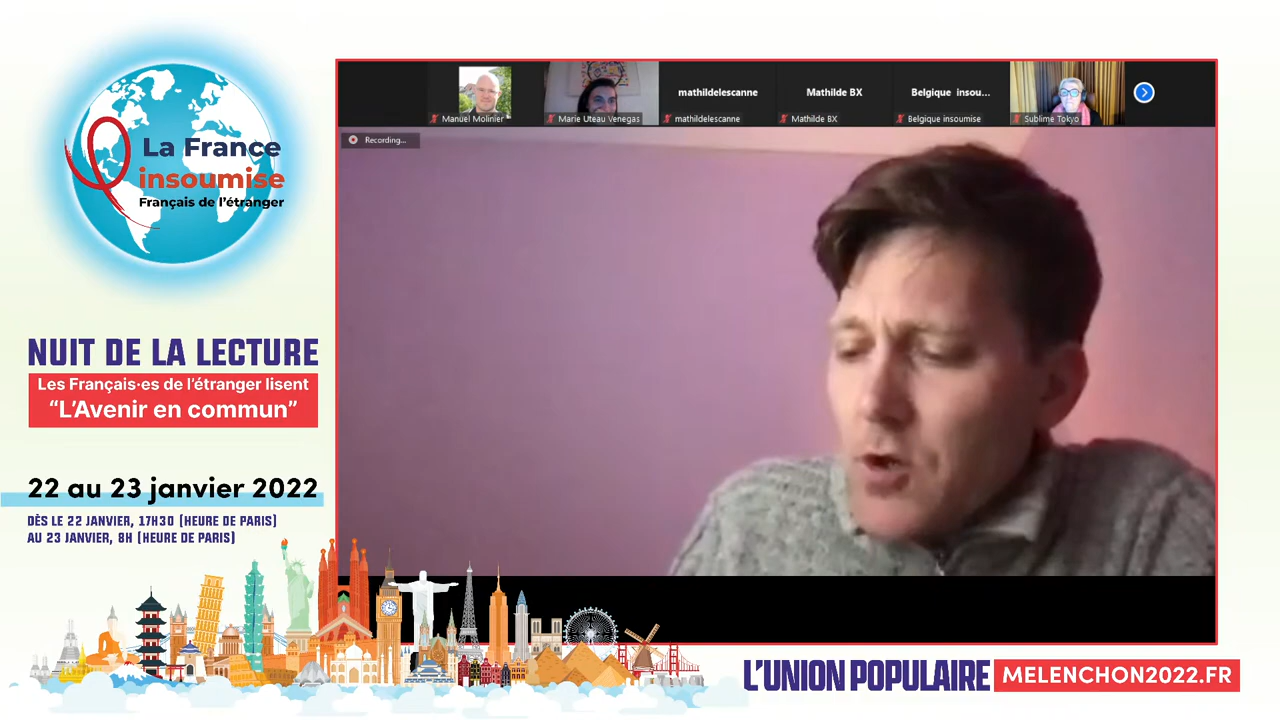 La France
insoumise
Français de l'étranger
NUIT DE LA LECTURE
Les Français·es de l'étranger lisent
“L'Avenir en commun”
22 au 23 janvier 2022
DÈS LE 22 JANVIER, 17H30 (HEURE DE PARIS)
AU 23 JANVIER, 8H (HEURE DE PARIS)
Manuel Molinier
Marie Uteau Venegas
mathildelescanne
mathildelescanne
Mathilde BX
Mathilde BX
Belgique insou...
Belgique insoumise
Sublime Tokyo
Recording...
L'UNION POPULAIRE
MELENCHON2022.FR